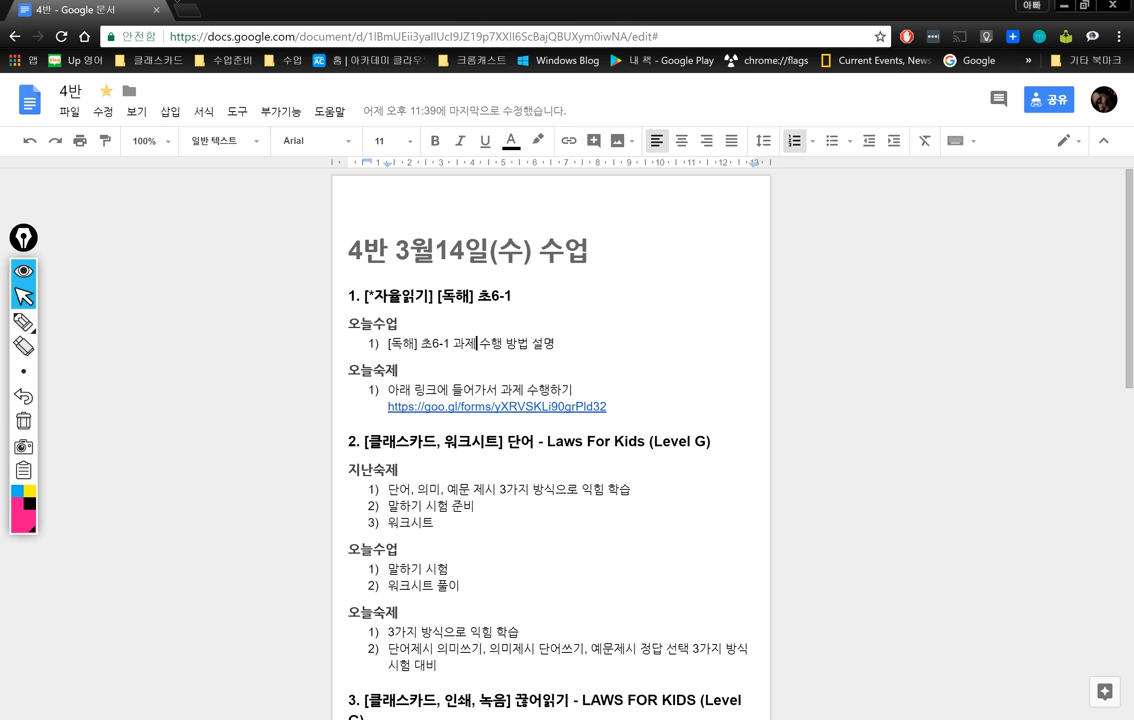 4반 - Google 문서
아빠
안전함 https://docs.google.com/document/d/1lBmUEii3yaIIUcI9JZ19p7XXlI6ScBajQBUXym0iwNA/edit#
앱 Up 영어 클래스카드 수업준비 수업 홈 | 아카데미 클라우 크롬캐스트 Windows Blog 내 책 - Google Play chrome://flags Current Events, News Google » 기타 북마크
4반
파일 수정 보기 삽입 서식 도구 부가기능 도움말 어제 오후 11:39에 마지막으로 수정했습니다.
공유
100% 일반 텍스트 Arial 11
1 2 3 4 5 6 7 8 9 10 11 12 13
4반 3월14일(수) 수업
1. [*자율읽기] [독해] 초6-1
오늘수업
1) [독해] 초6-1 과제 수행 방법 설명
오늘숙제
1) 아래 링크에 들어가서 과제 수행하기
https://goo.gl/forms/yXRVSKLi90grPld32
2. [클래스카드, 워크시트] 단어 - Laws For Kids (Level G)
지난숙제
1) 단어, 의미, 예문 제시 3가지 방식으로 익힘 학습
2) 말하기 시험 준비
3) 워크시트
오늘수업
1) 말하기 시험
2) 워크시트 풀이
오늘숙제
1) 3가지 방식으로 익힘 학습
2) 단어제시 의미쓰기, 의미제시 단어쓰기, 예문제시 정답 선택 3가지 방식
시험 대비
3. [클래스카드, 인쇄, 녹음] 끊어읽기 - LAWS FOR KIDS (Level
G)